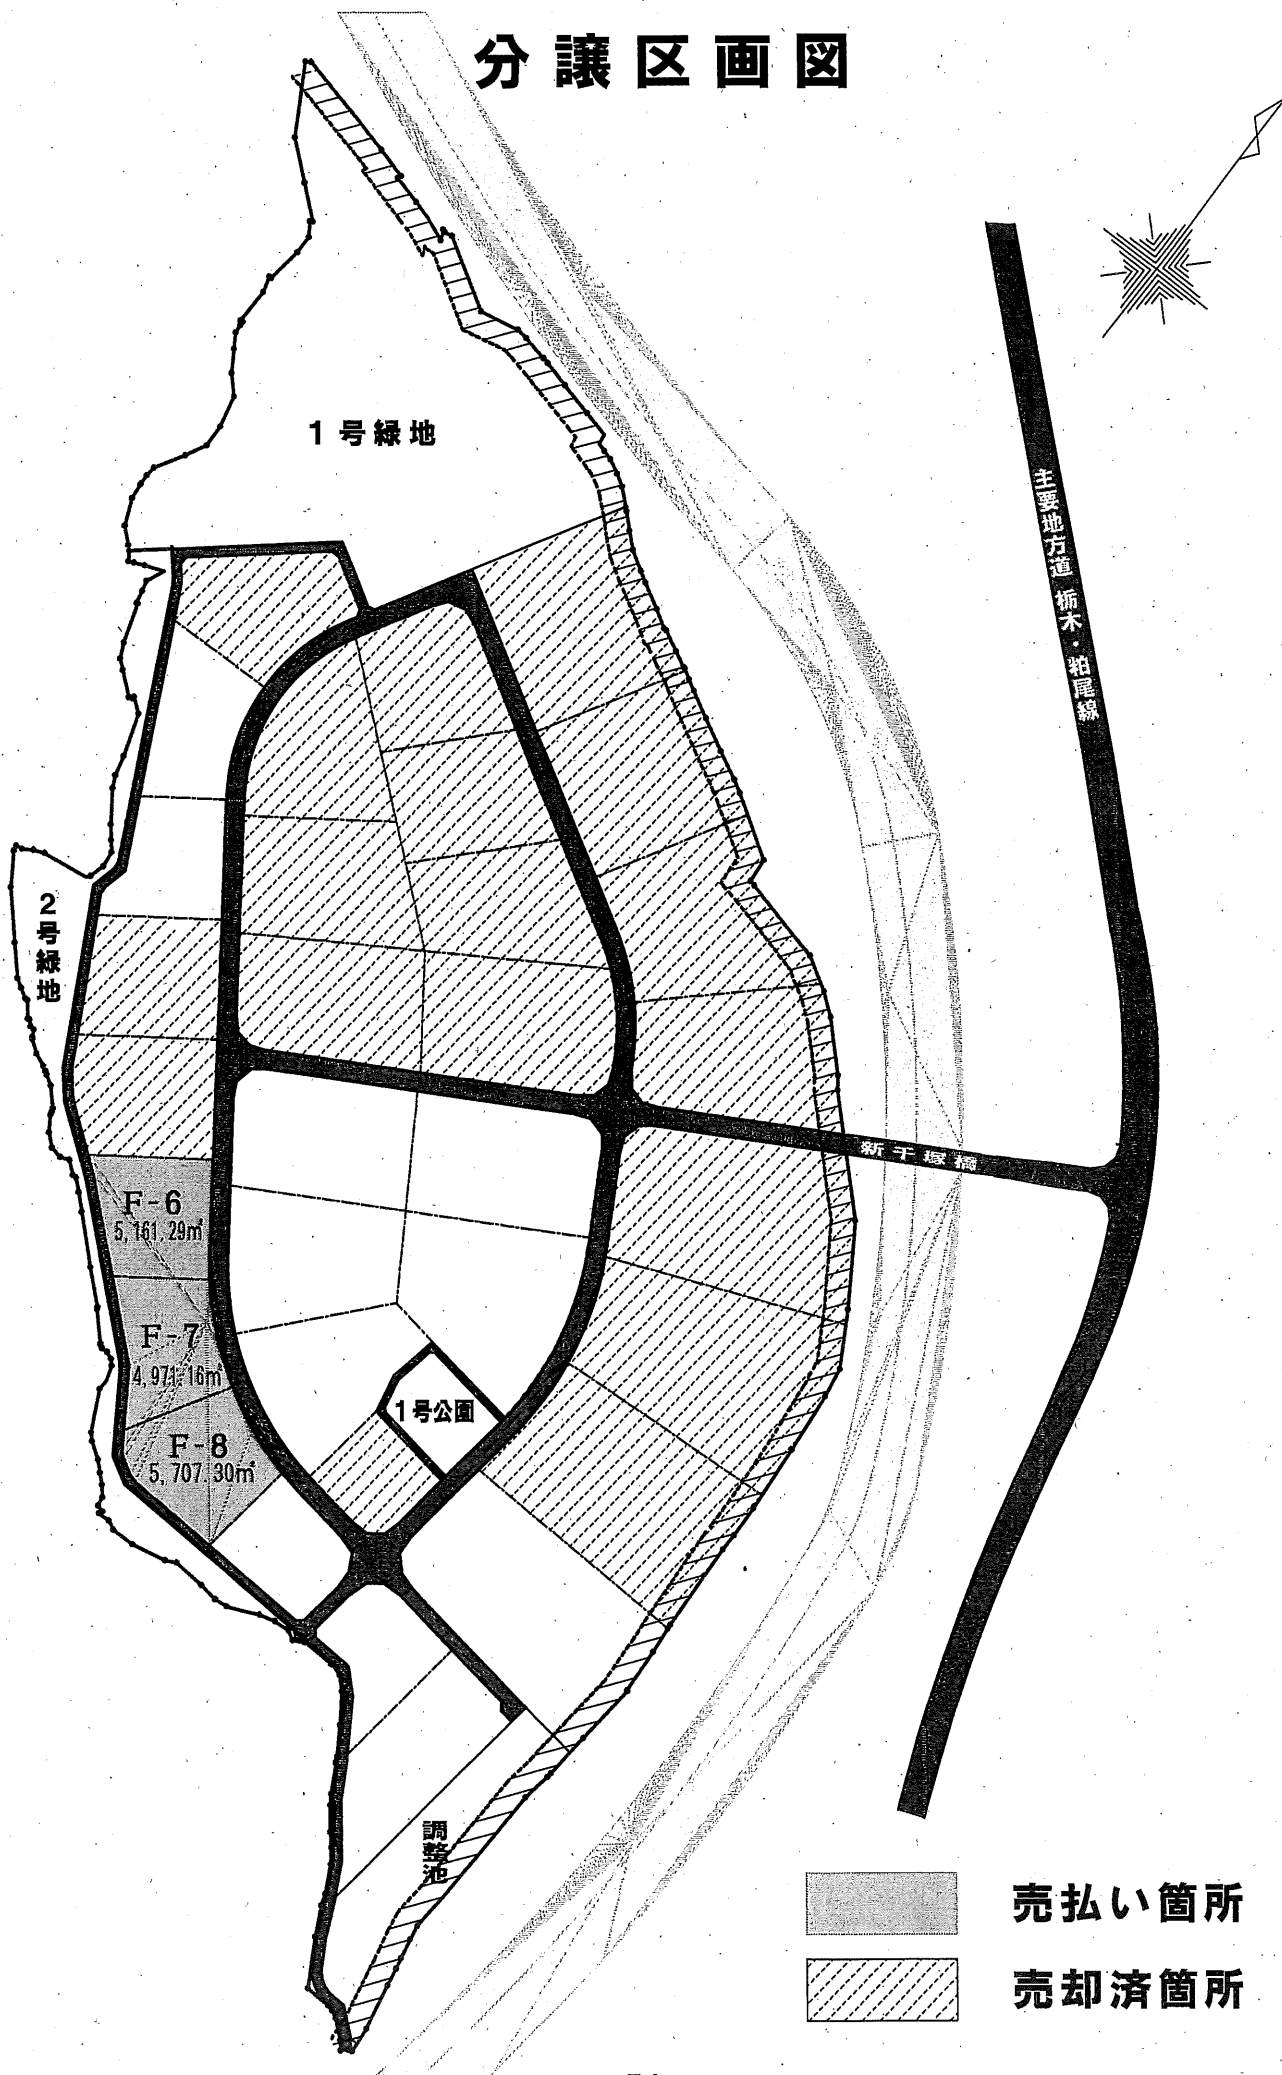 分譲区画図
1号緑地
主要地方道 栃木・粕尾線
2号緑地
新千塚橋
F-6
5,161.29㎡
F-7
4,971.16㎡
F-8
5,707.30㎡
1号公園
調整池
売払い箇所
売却済箇所